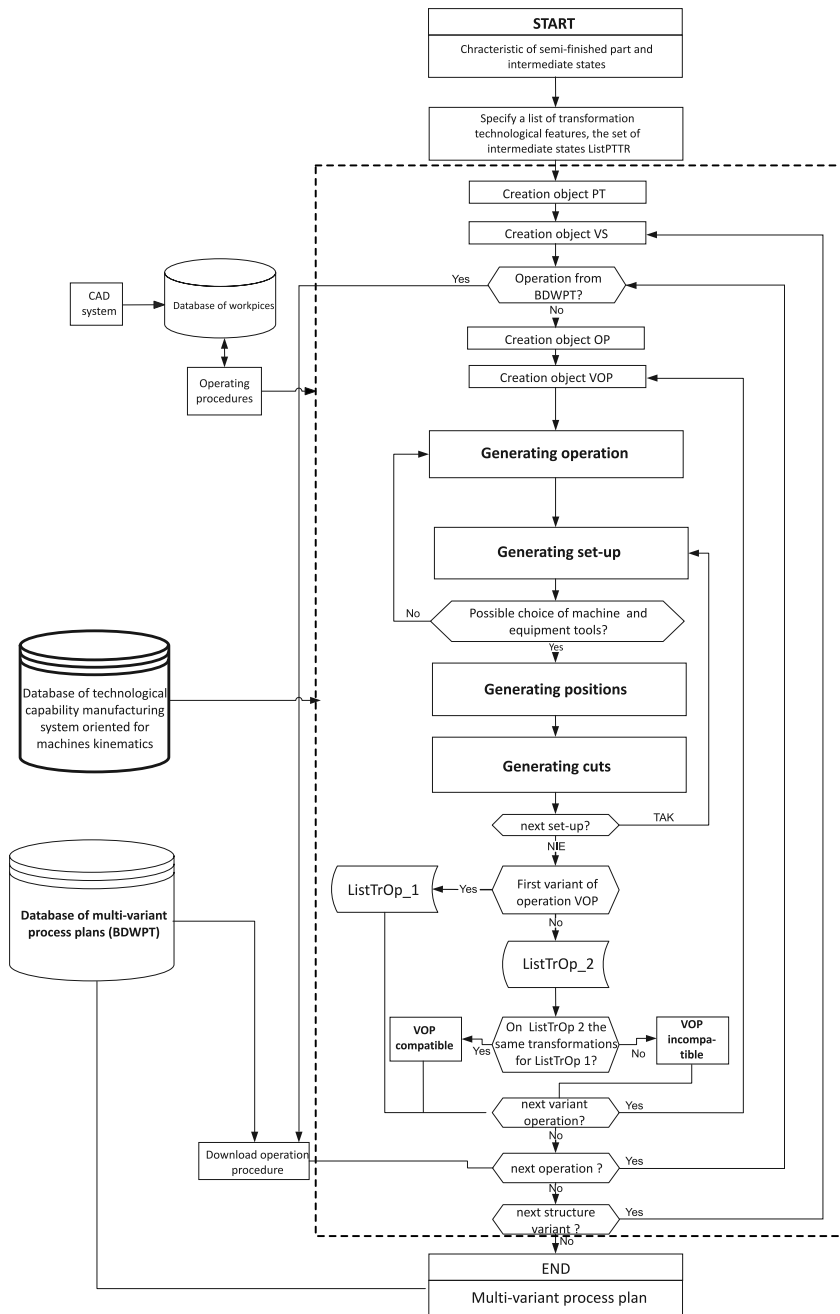 START
Chracteristic of semi-finished part and
intermediate states
Specify a list of transformation
technological features, the set of
intermediate states ListPTTR
Creation object PT
Creation object VS
Operation from
BDWPT?
Yes
No
CAD
system
Database of workpices
Operating
procedures
Creation object OP
Creation object VOP
Generating operation
Generating set-up
Possible choice of machine and
equipment tools?
No
Yes
Database of technological
capability manufacturing
system oriented for
machines kinematics
Generating positions
Generating cuts
next set-up?
TAK
NIE
ListTrOp_1
Yes
First variant of
operation VOP
No
Database of multi-variant
process plans (BDWPT)
ListTrOp_2
VOP
compatible
Yes
On ListTrOp 2 the
same transformations
for ListTrOp 1?
No
VOP
incompa-
tible
next variant
operation?
Yes
No
Download operation
procedure
next operation ?
Yes
No
next structure
variant ?
Yes
No
END
Multi-variant process plan